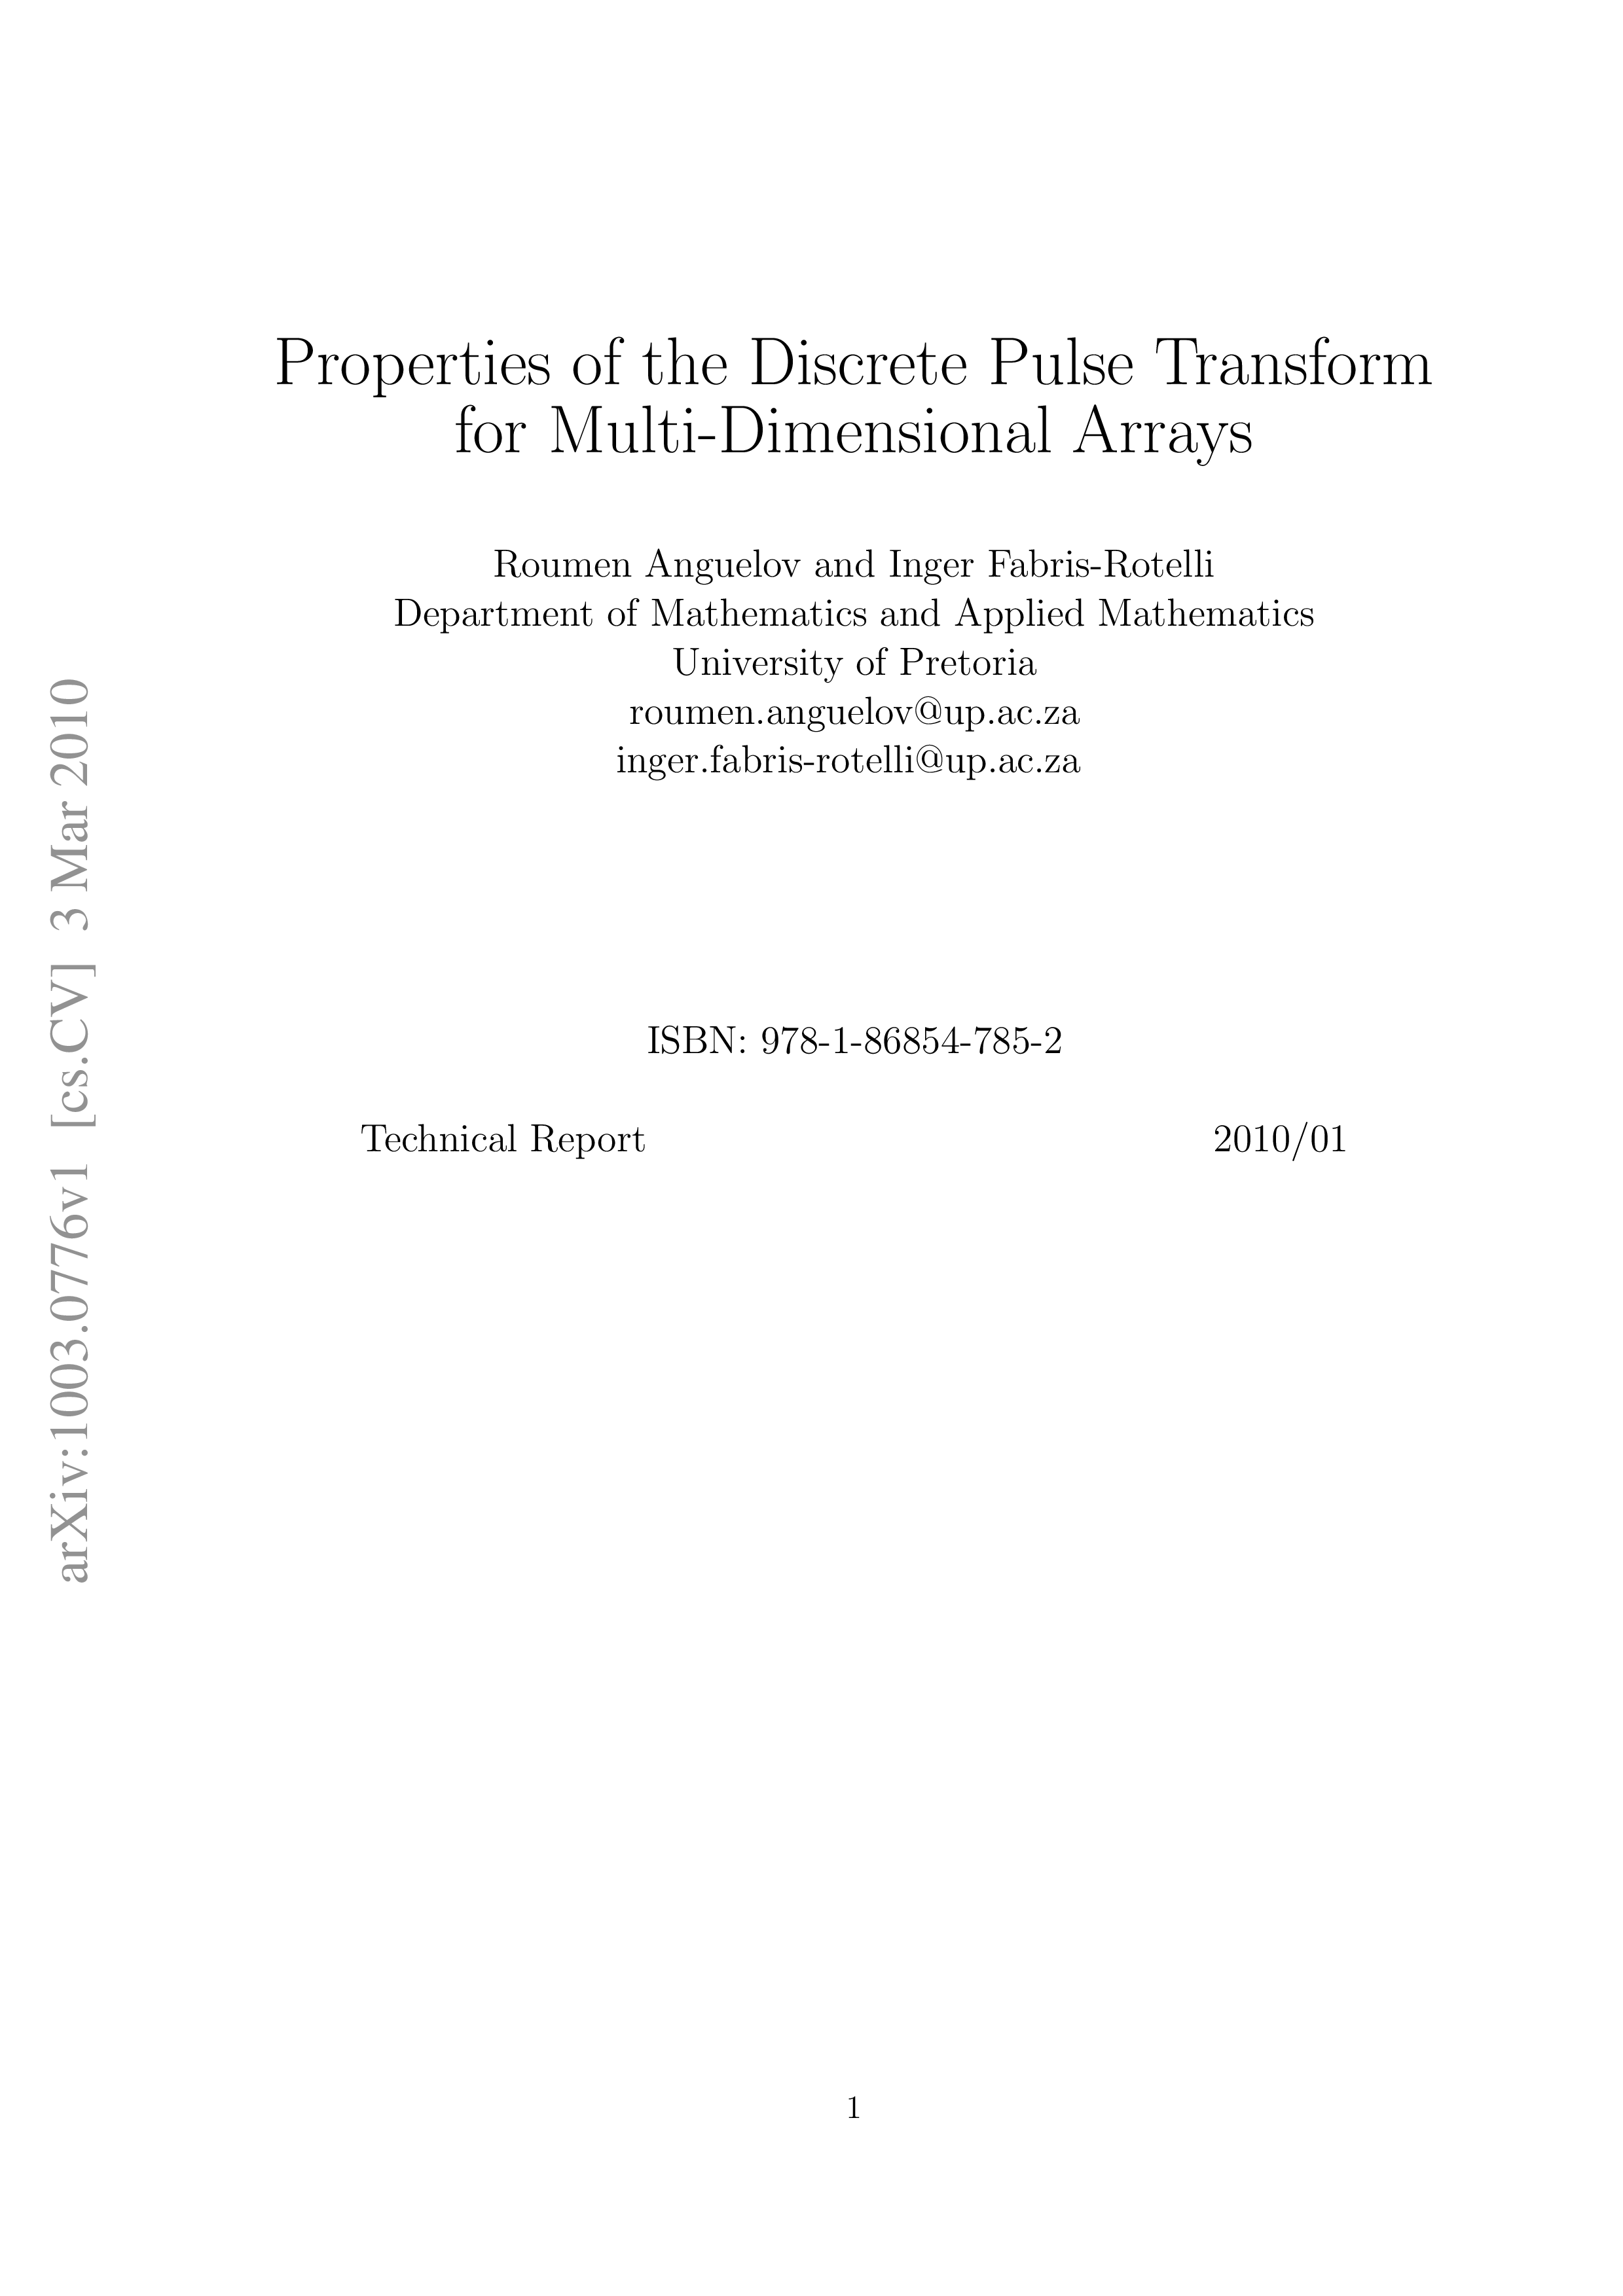 Properties of the Discrete Pulse Transform
for Multi-Dimensional Arrays
Roumen Anguelov and Inger Fabris-Rotelli
Department of Mathematics and Applied Mathematics
University of Pretoria
roumen.anguelov@up.ac.za
inger.fabris-rotelli@up.ac.za
ISBN: 978-1-86854-785-2
Technical Report 2010/01
arXiv:1003.0776v1 [cs.CV] 3 Mar 2010
1